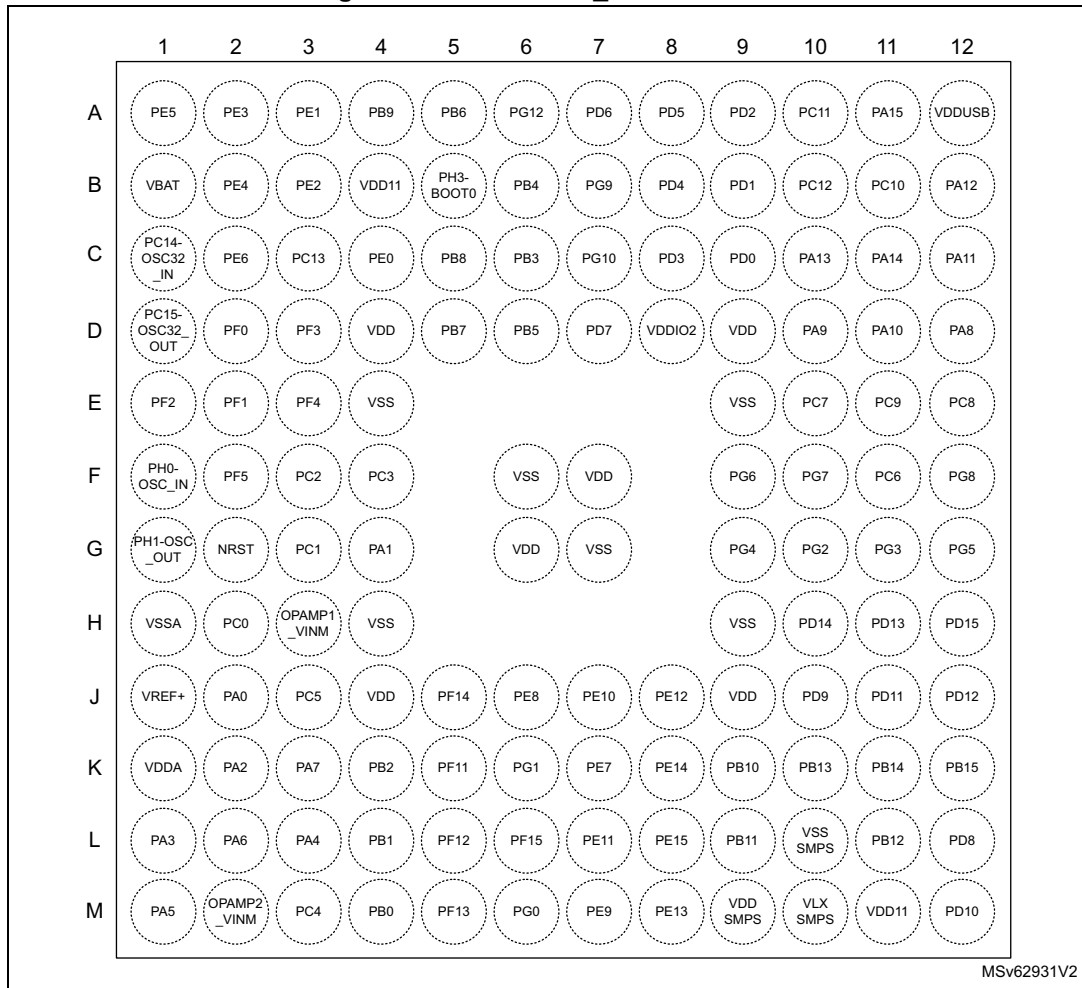 1 2 3 4 5 6 7 8 9 10 11 12
A PE5 PE3 PE1 PB9 PB6 PG12 PD6 PD5 PD2 PC11 PA15 VDDUSB
B VBAT PE4 PE2 VDD11 PH3-BOOT0 PB4 PG9 PD4 PD1 PC12 PC10 PA12
C PC14-OSC32_IN PE6 PC13 PE0 PB8 PB3 PG10 PD3 PD0 PA13 PA14 PA11
D PC15-OSC32_OUT PF0 PF3 VDD PB7 PB5 PD7 VDDIO2 VDD PA9 PA10 PA8
E PF2 PF1 PF4 VSS VSS PC7 PC9 PC8
F PH0-OSC_IN PF5 PC2 PC3 VSS VDD PG6 PG7 PC6 PG8
G PH1-OSC_OUT NRST PC1 PA1 VDD VSS PG4 PG2 PG3 PG5
H VSSA PC0 OPAMP1_VINM VSS VSS PD14 PD13 PD15
J VREF+ PA0 PC5 VDD PF14 PE8 PE10 PE12 VDD PD9 PD11 PD12
K VDDA PA2 PA7 PB2 PF11 PG1 PE7 PE14 PB10 PB13 PB14 PB15
L PA3 PA6 PA4 PB1 PF12 PF15 PE11 PE15 PB11 VSS SMPS PB12 PD8
M PA5 OPAMP2_VINM PC4 PB0 PF13 PG0 PE9 PE13 VDD SMPS VLX SMPS VDD11 PD10
MSv62931V2